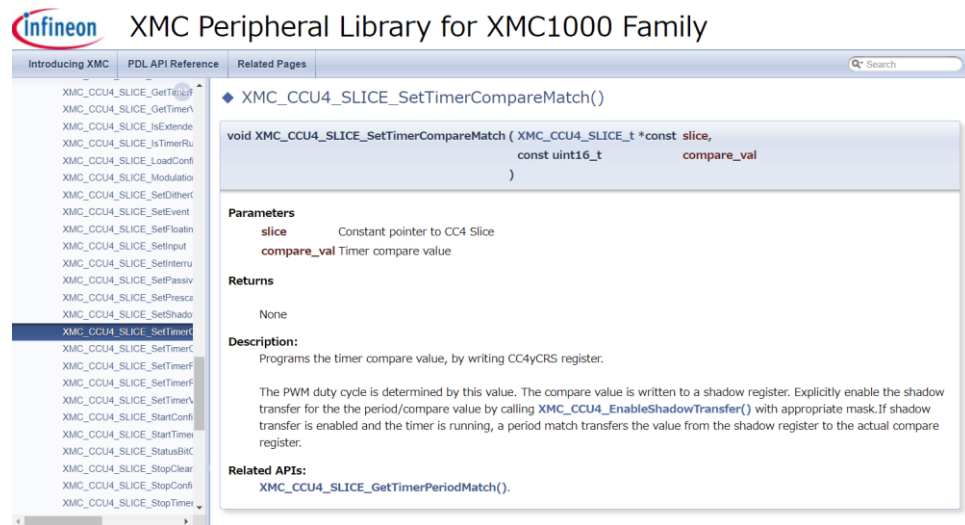 infineon
XMC Peripheral Library for XMC1000 Family
Introducing XMC
PDL API Reference
Related Pages
Search
XMC_CCU4_SLICE_GetTimerV
XMC_CCU4_SLICE_IsExtende
XMC_CCU4_SLICE_IsTimerRu
XMC_CCU4_SLICE_LoadConfi
XMC_CCU4_SLICE_Modulation
XMC_CCU4_SLICE_SetDitherC
XMC_CCU4_SLICE_SetEvent
XMC_CCU4_SLICE_SetFloatin
XMC_CCU4_SLICE_SetInput
XMC_CCU4_SLICE_SetInterru
XMC_CCU4_SLICE_SetPassiv
XMC_CCU4_SLICE_SetPresca
XMC_CCU4_SLICE_SetShado
XMC_CCU4_SLICE_SetTimerC
XMC_CCU4_SLICE_SetTimerC
XMC_CCU4_SLICE_SetTimerF
XMC_CCU4_SLICE_SetTimerF
XMC_CCU4_SLICE_SetTimerV
XMC_CCU4_SLICE_StartConfi
XMC_CCU4_SLICE_StartTimer
XMC_CCU4_SLICE_StatusBitC
XMC_CCU4_SLICE_StopClear
XMC_CCU4_SLICE_StopConfi
XMC_CCU4_SLICE_StopTimer
◆ XMC_CCU4_SLICE_SetTimerCompareMatch()
void XMC_CCU4_SLICE_SetTimerCompareMatch ( XMC_CCU4_SLICE_t *const slice,
const uint16_t compare_val
)
Parameters
slice Constant pointer to CC4 Slice
compare_val Timer compare value
Returns
None
Description:
Programs the timer compare value, by writing CC4yCRS register.
The PWM duty cycle is determined by this value. The compare value is written to a shadow register. Explicitly enable the shadow
transfer for the the period/compare value by calling XMC_CCU4_EnableShadowTransfer() with appropriate mask.If shadow
transfer is enabled and the timer is running, a period match transfers the value from the shadow register to the actual compare
register.
Related APIs:
XMC_CCU4_SLICE_GetTimerPeriodMatch().